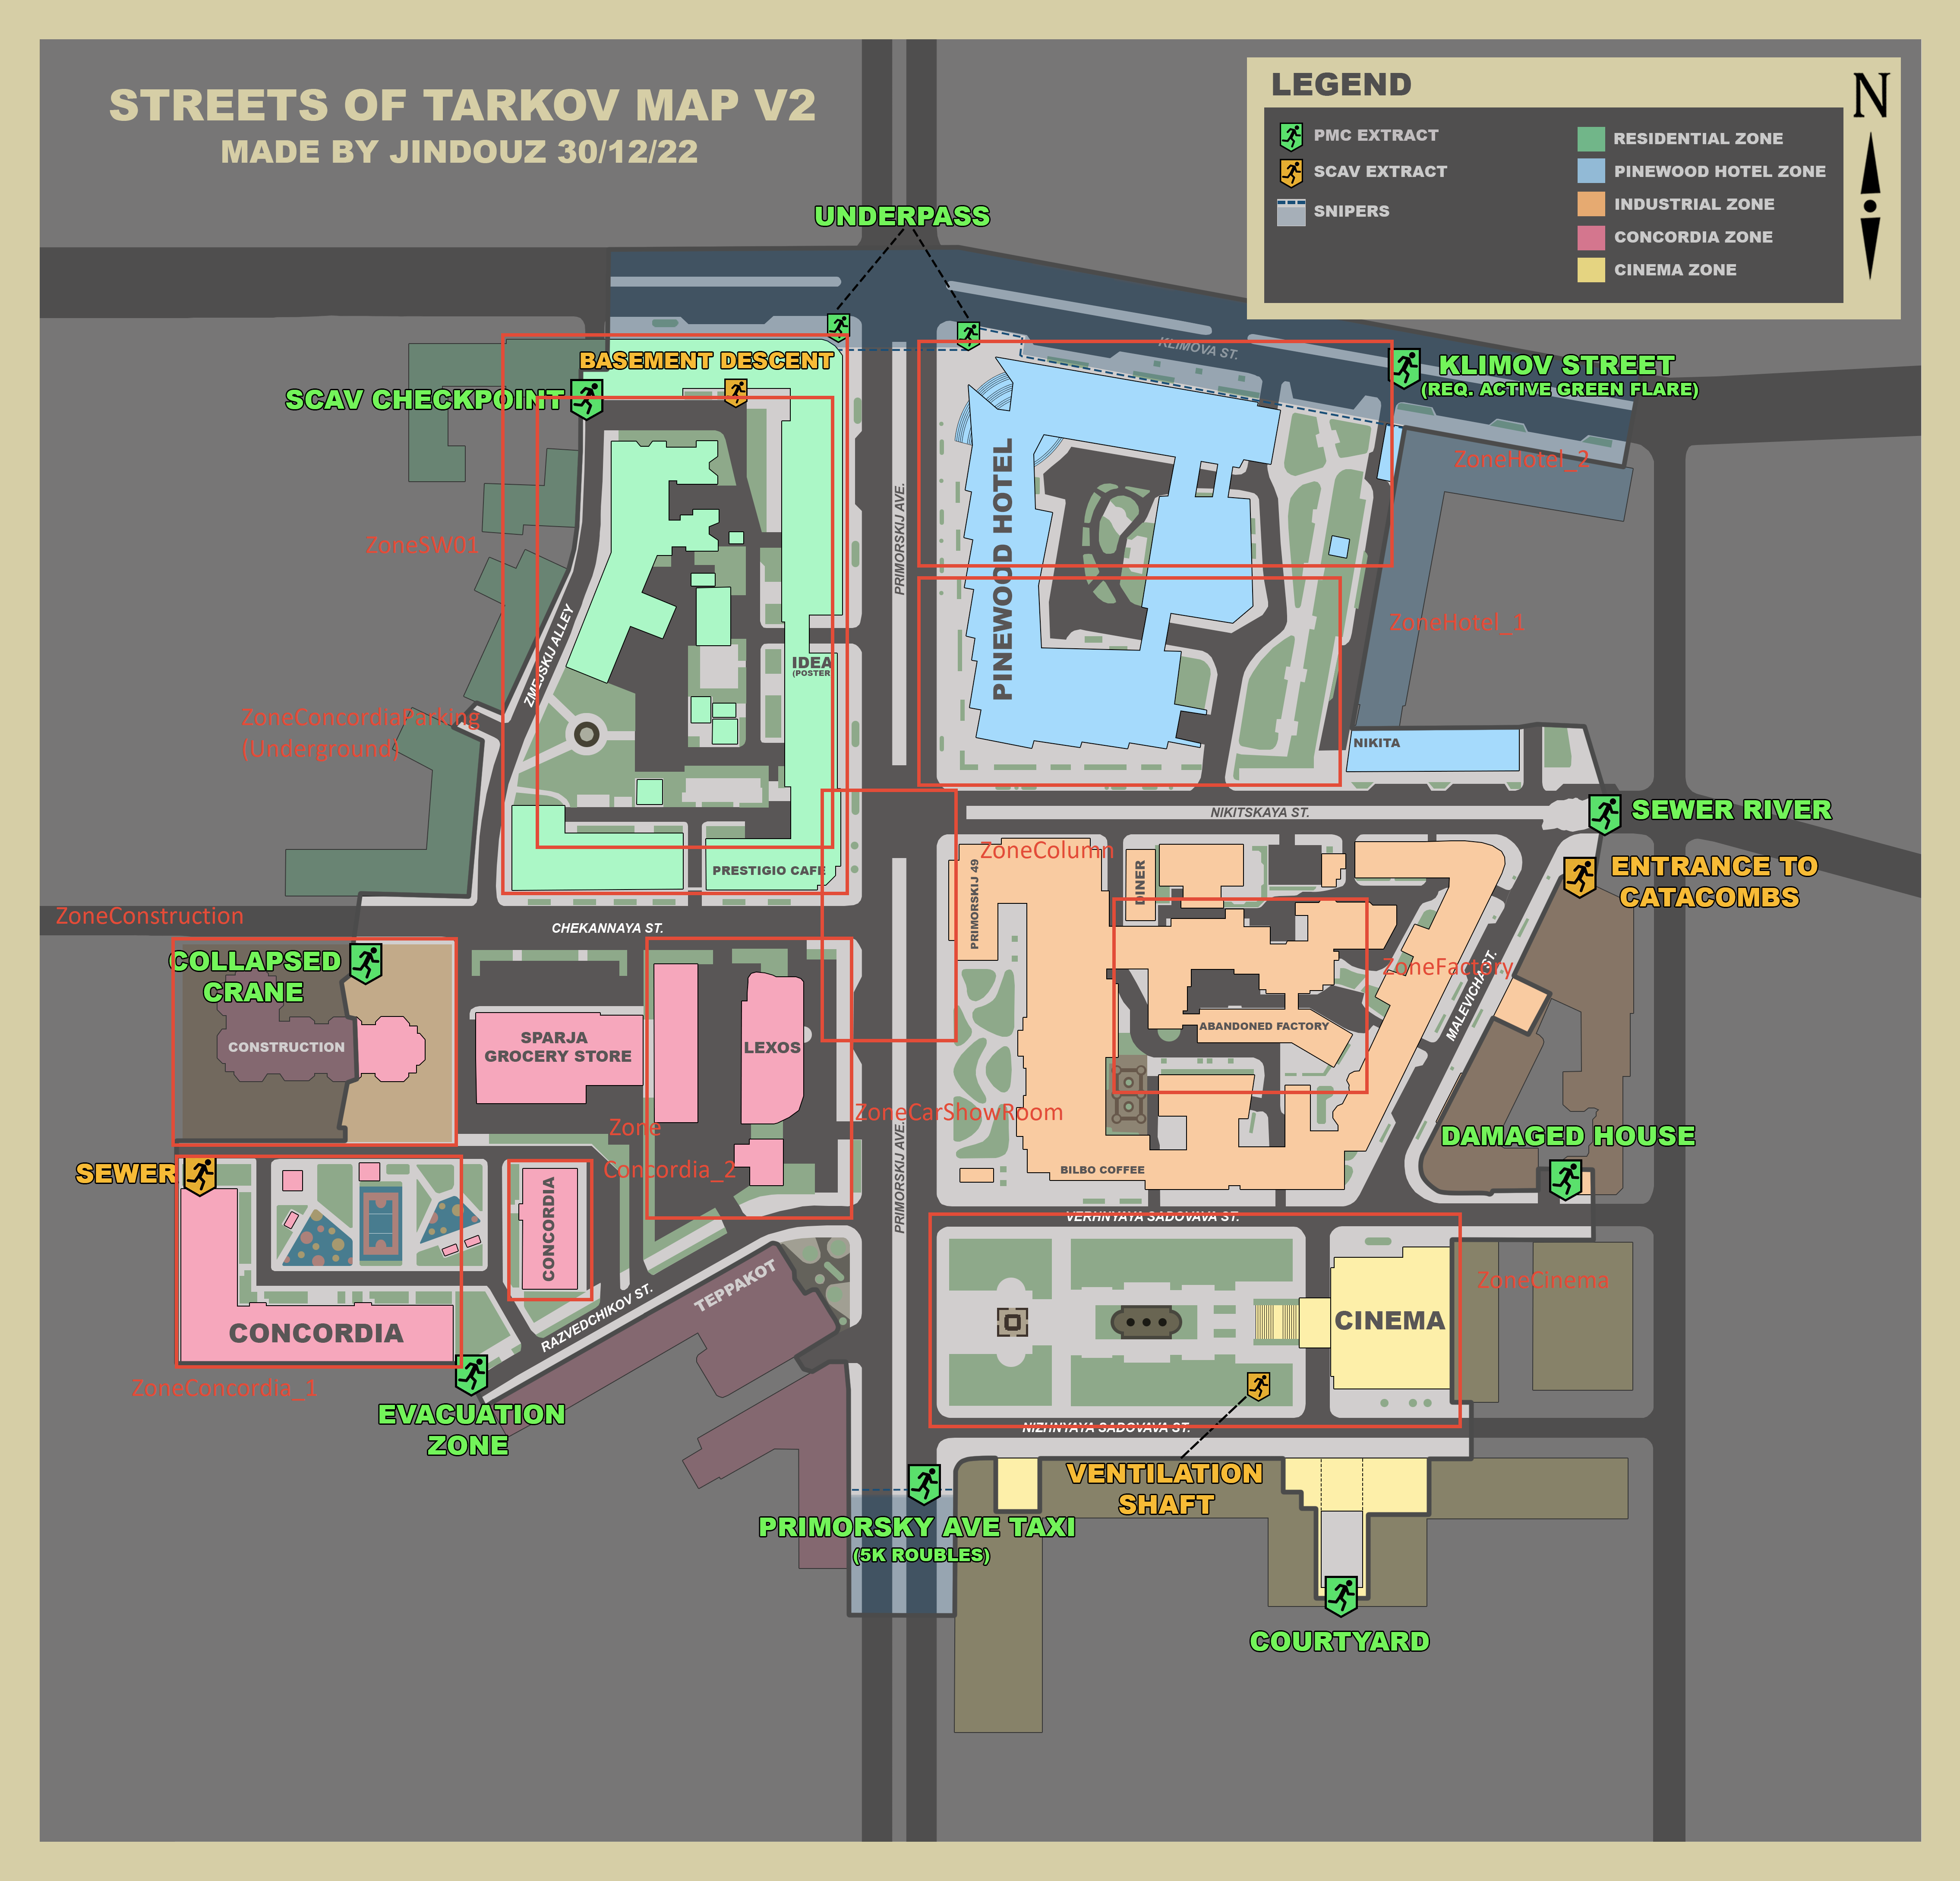 STREETS OF TARKOV MAP V2
MADE BY JINDOUZ 30/12/22
LEGEND
N
PMC EXTRACT
SCAV EXTRACT
SNIPERS
RESIDENTIAL ZONE
PINEWOOD HOTEL ZONE
INDUSTRIAL ZONE
CONCORDIA ZONE
CINEMA ZONE
UNDERPASS
KLIMOVA ST.
BASEMENT DESCENT
SCAV CHECKPOINT
KLIMOV STREET
(REQ. ACTIVE GREEN FLARE)
ZoneHotel_2
PINEWOOD HOTEL
PRIMORSKIJ AVE.
ZoneSW01
ZoneHotel_1
ZMEJSKIJ ALLEY
IDEA
(POSTER)
ZoneConcordiaParking
(Underground)
NIKITA
NIKITSKAYA ST.
SEWER RIVER
ZoneColumn
PRIMORSKIJ 49
DINER
PRESTIGIO CAFE
ENTRANCE TO
CATACOMBS
ZoneConstruction
CHEKANNAYA ST.
COLLAPSED
CRANE
ZoneFactory
MALEVICHA ST.
CONSTRUCTION
SPARJA
GROCERY STORE
LEXOS
ABANDONED FACTORY
ZoneCarShowRoom
Zone
Concordia_2
PRIMORSKIJ AVE.
DAMAGED HOUSE
SEWER
BILBO COFFEE
CONCORDIA
VERHNYAYA SADOVAVA ST.
ZoneCinema
TEPPAKOT
RAZVEDCHIKOV ST.
CONCORDIA
CINEMA
ZoneConcordia_1
EVACUATION
ZONE
NIZHNYAYA SADOVAVA ST.
VENTILATION
SHAFT
PRIMORSKY AVE TAXI
(5K ROUBLES)
COURTYARD